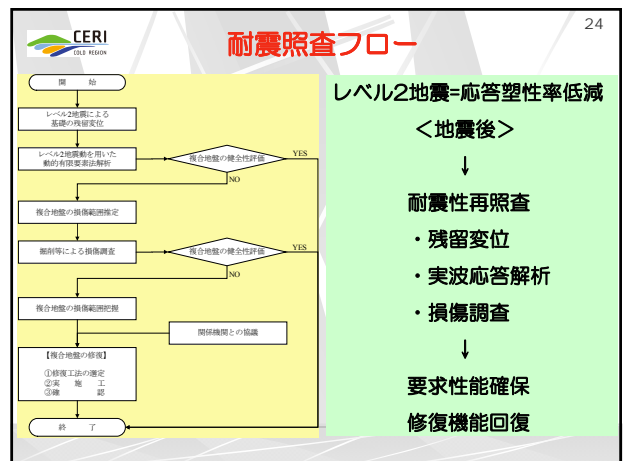 24
CERI
COLD REGION
耐震照査フロー
開　始
レベル2地震による
基礎の残留変位
レベル2地震動を用いた
動的有限要素法解析
複合地盤の健全性評価
YES
NO
複合地盤の損傷範囲推定
掘削等による損傷調査
複合地盤の健全性評価
YES
NO
複合地盤の損傷範囲把握
関係機関との協議
【複合地盤の修復】
①修復工法の選定
②実　施　工
③確　　　認
終　了
レベル2地震=応答塑性率低減
＜地震後＞
↓
耐震性再照査
・残留変位
・実波応答解析
・損傷調査
↓
要求性能確保
修復機能回復